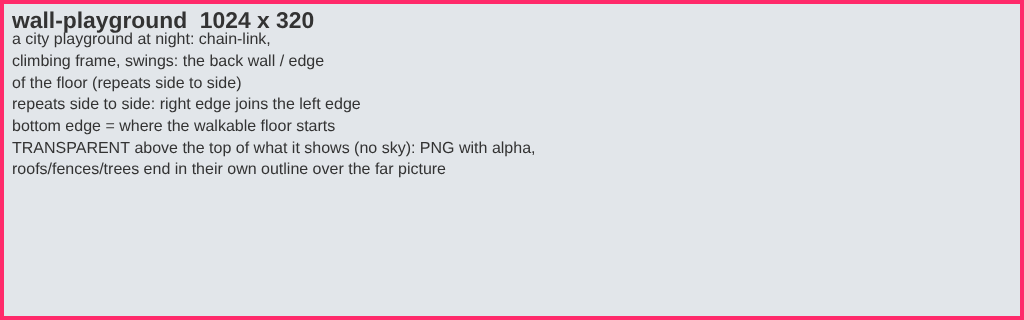 wall-playground  1024 x 320
a city playground at night: chain-link,
climbing frame, swings: the back wall / edge
of the floor (repeats side to side)
repeats side to side: right edge joins the left edge
bottom edge = where the walkable floor starts
TRANSPARENT above the top of what it shows (no sky): PNG with alpha,
roofs/fences/trees end in their own outline over the far picture